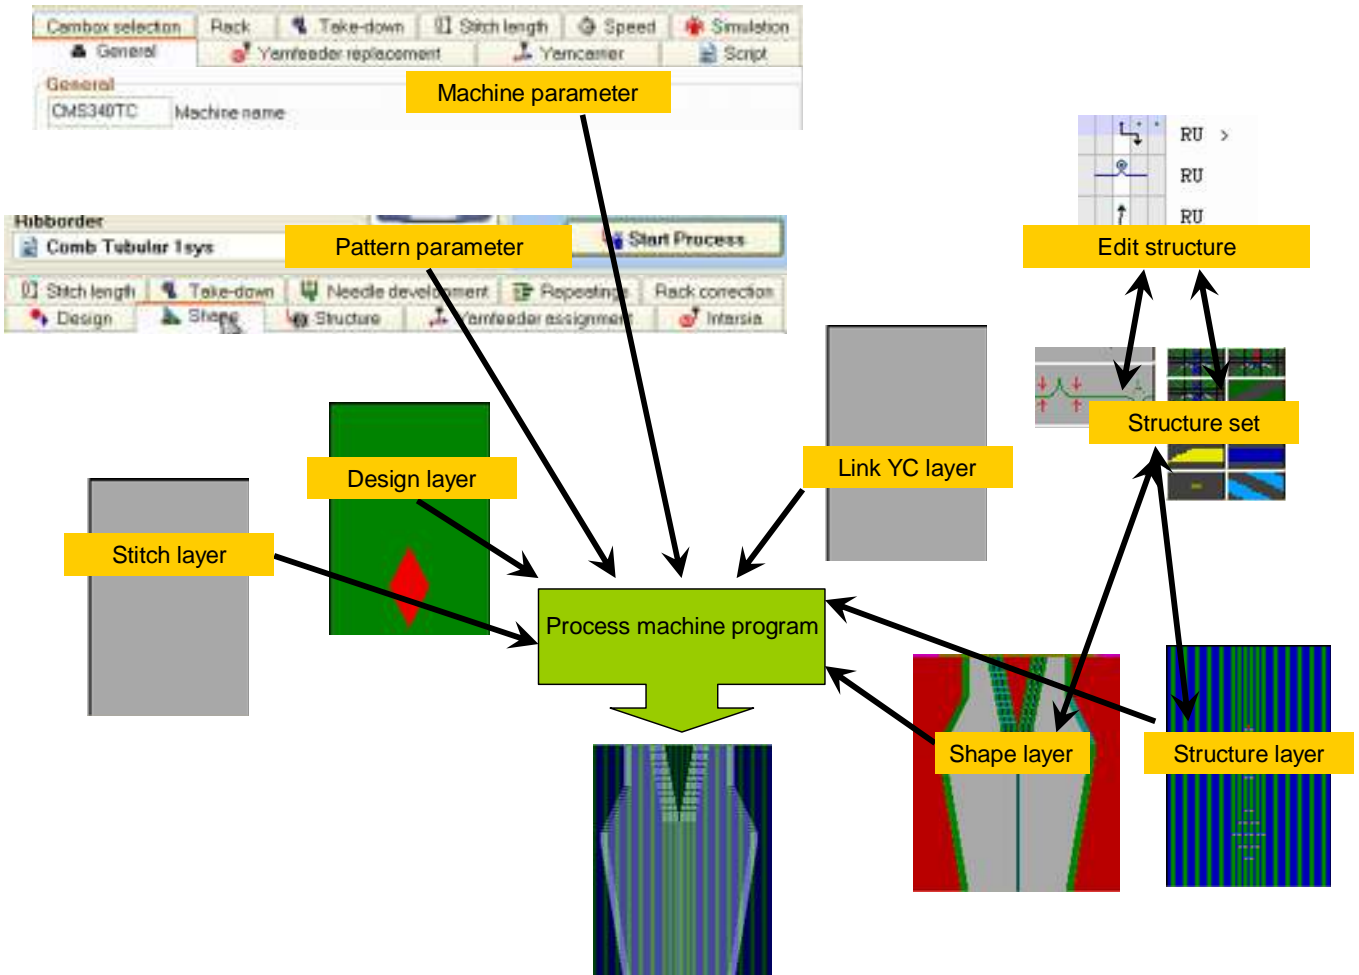 Cambox selection Rack Take-down Stitch length Speed Simulation
General Yarnfeeder replacement Yarncarrier Script
General
CMS340TC Machine name
Machine parameter
RU >
RU
RU
Ribborder
Comb Tubular 1sys
Pattern parameter
Start Process
Edit structure
Stitch length Take-down Needle development Repeatings Rack correction
Design Shape Structure Yarnfeeder assignment Intarsia
Structure set
Link YC layer
Design layer
Stitch layer
Process machine program
Shape layer
Structure layer